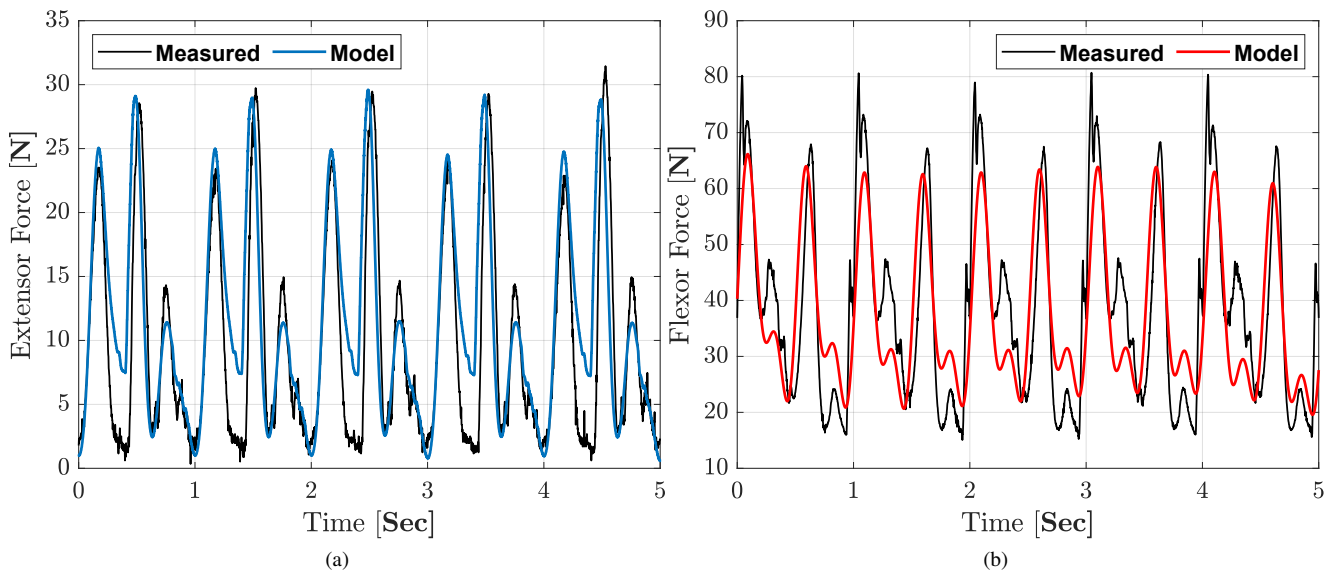 Measured Model
Extensor Force [N]
35
30
25
20
15
10
5
0
0 1 2 3 4 5
Time [Sec]
(a)
Measured Model
Flexor Force [N]
90
80
70
60
50
40
30
20
10
0 1 2 3 4 5
Time [Sec]
(b)